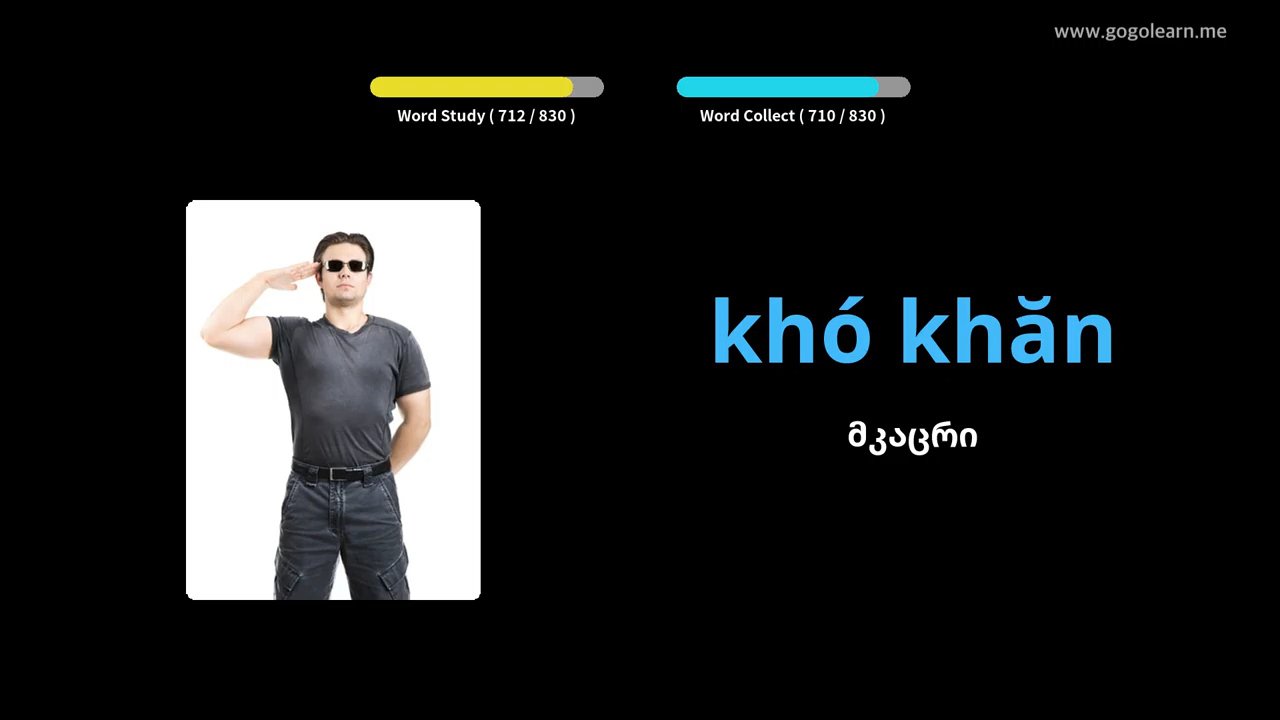 www.gogolearn.me
Word Study ( 712 / 830 )
Word Collect ( 710 / 830 )
khó khăn
მკაცრი